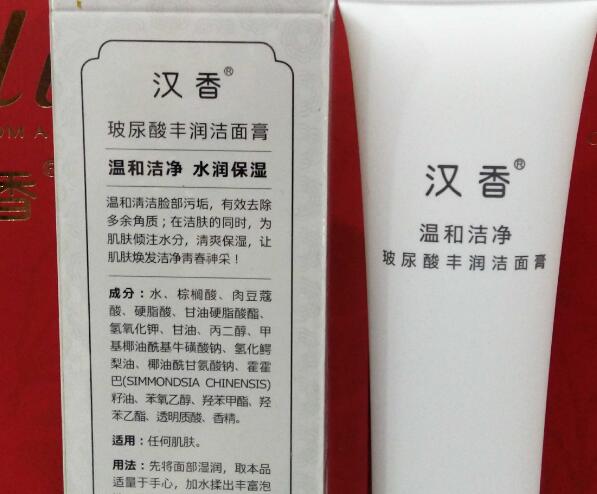 汉香®
玻尿酸丰润洁面膏
温和洁净 水润保湿
温和清洁脸部污垢，有效去除
多余角质；在洁肤的同时，为
肌肤倾注水分，清爽保湿，让
肌肤焕发洁净青春神采！
成分：水、棕榈酸、肉豆蔻
酸、硬脂酸、甘油硬脂酸酯、
氢氧化钾、甘油、丙二醇、甲
基椰油酰基牛磺酸钠、氢化鳄
梨油、椰油酰甘氨酸钠、霍霍
巴(SIMMONDSIA CHINENSIS)
籽油、苯氧乙醇、羟苯甲酯、羟
苯乙酯、透明质酸、香精。
适用：任何肌肤。
用法：先将面部湿润，取本品
适量于手心，加水揉出丰富泡
汉香®
温和洁净
玻尿酸丰润洁面膏
香